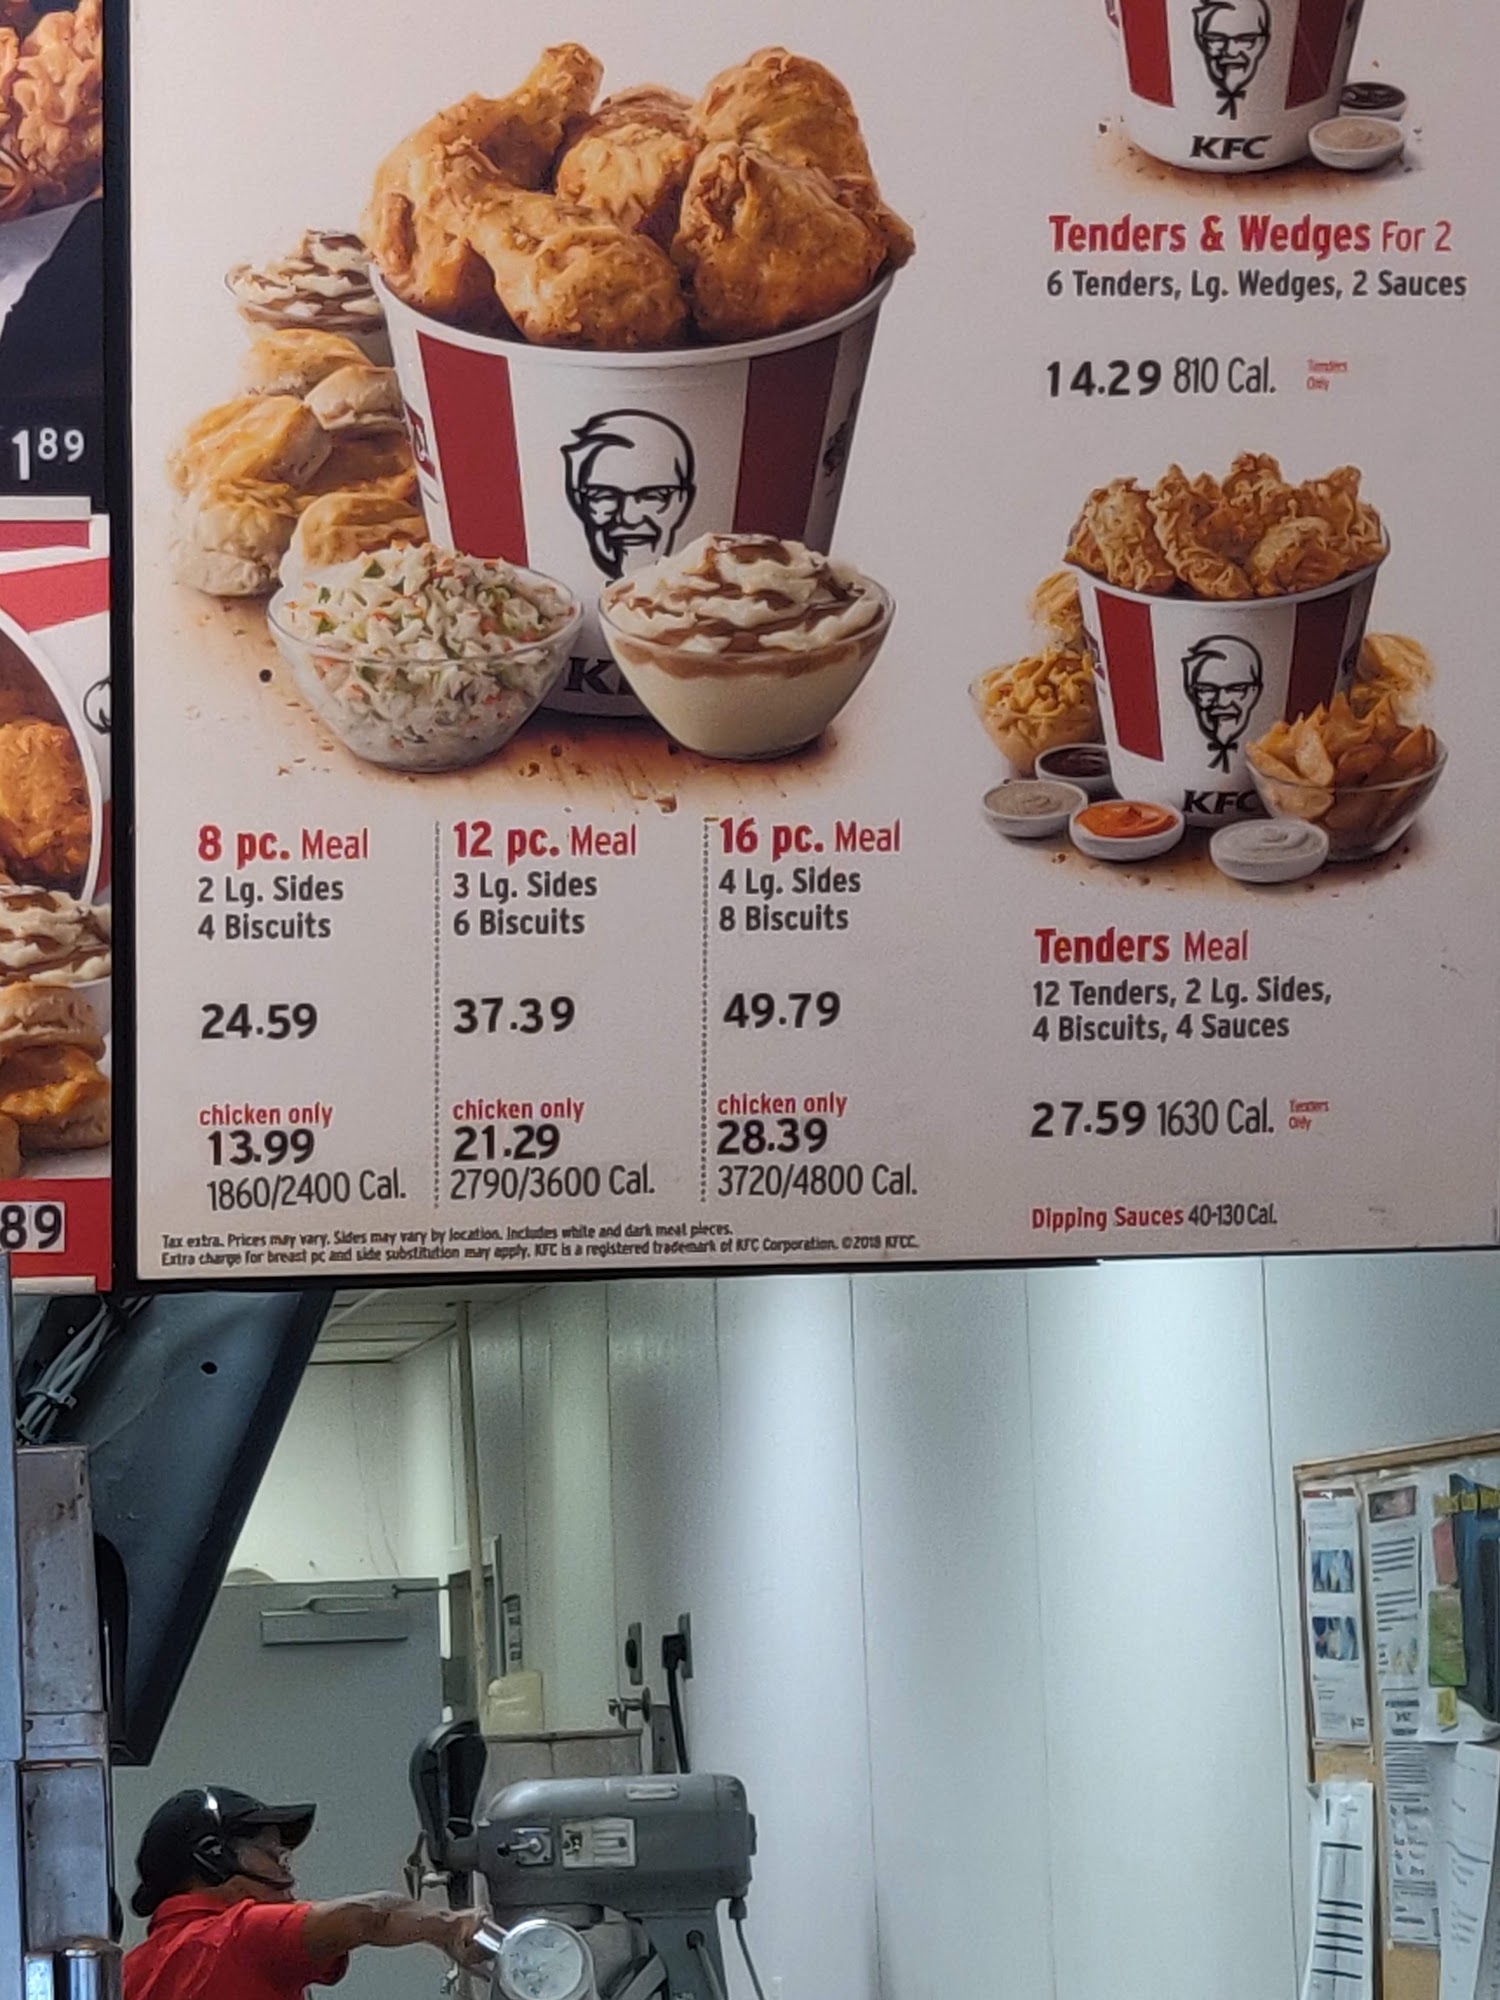 KFC
Tenders & Wedges For 2
6 Tenders, Lg. Wedges, 2 Sauces
14.29 810 Cal. Tenders Only
189
8 pc. Meal
2 Lg. Sides
4 Biscuits
24.59
chicken only
13.99
1860/2400 Cal.
12 pc. Meal
3 Lg. Sides
6 Biscuits
37.39
chicken only
21.29
2790/3600 Cal.
16 pc. Meal
4 Lg. Sides
8 Biscuits
49.79
chicken only
28.39
3720/4800 Cal.
KFC
Tenders Meal
12 Tenders, 2 Lg. Sides,
4 Biscuits, 4 Sauces
27.59 1630 Cal. Tenders Only
Dipping Sauces 40-130 Cal.
89
Tax extra. Prices may vary. Sides may vary by location. Includes white and dark meat pieces.
Extra charge for breast pc and side substitution may apply. KFC is a registered trademark of KFC Corporation. ©2018 KFCC.